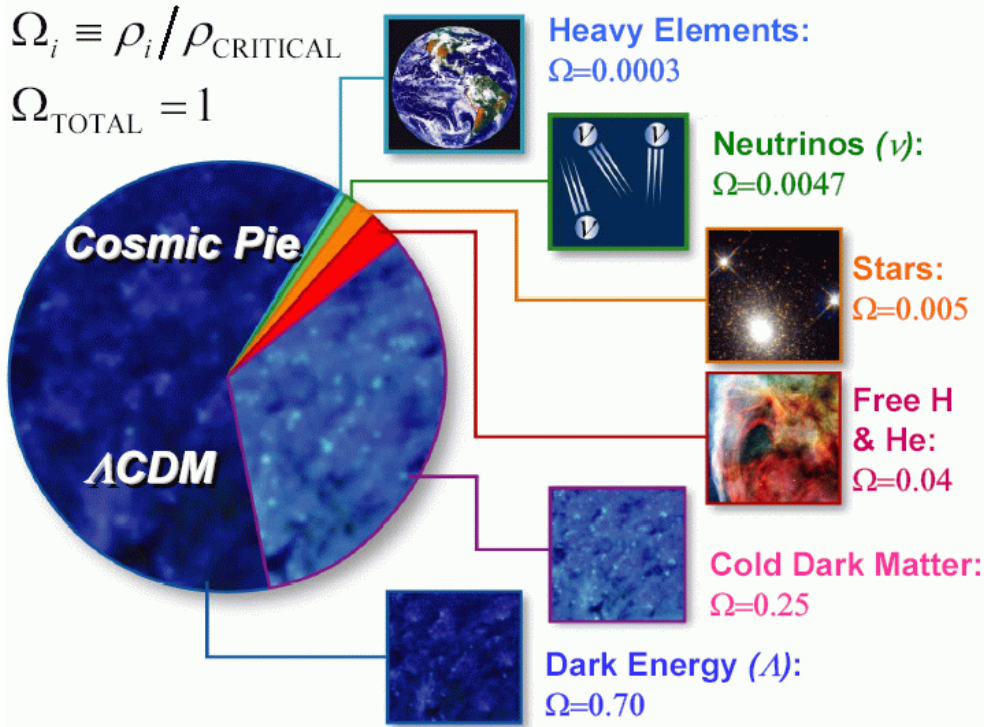 Ωᵢ ≡ ρᵢ/ρCRITICAL
ΩTOTAL = 1
Heavy Elements:
Ω=0.0003
ν ν
ν
Neutrinos (ν):
Ω=0.0047
Cosmic Pie
Stars:
Ω=0.005
Free H
& He:
Ω=0.04
ΛCDM
Cold Dark Matter:
Ω=0.25
Dark Energy (Λ):
Ω=0.70